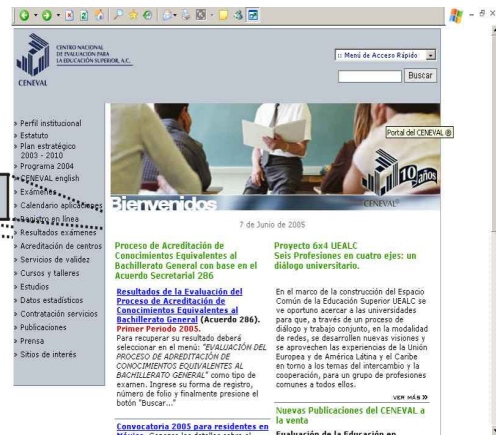 CENTRO NACIONAL
DE EVALUACIÓN PARA
LA EDUCACIÓN SUPERIOR, A.C.
CENEVAL
:: Menú de Acceso Rápido
Buscar
» Perfil institucional
» Estatuto
» Plan estratégico
2003 - 2010
» Programa 2004
» CENEVAL english
» Exámenes
» Calendario aplicaciones
» Registro en línea
» Resultados exámenes
» Acreditación de centros
» Servicios de validez
» Cursos y talleres
» Estudios
» Datos estadísticos
» Contratación servicios
» Publicaciones
» Prensa
» Sitios de interés
Portal del CENEVAL ®
10 años
CENEVAL®
Bienvenidos
7 de Junio de 2005
Proceso de Acreditación de
Conocimientos Equivalentes al
Bachillerato General con base en el
Acuerdo Secretarial 286
Resultados de la Evaluación del
Proceso de Acreditación de
Conocimientos Equivalentes al
Bachillerato General (Acuerdo 286).
Primer Periodo 2005.
Para recuperar su resultado deberá
seleccionar en el menú: "EVALUACIÓN DEL
PROCESO DE ADREDITACIÓN DE
CONOCIMIENTOS EQUIVALENTES AL
BACHILLERATO GENERAL" como tipo de
examen. Ingrese su forma de registro,
número de folio y finalmente presione el
botón "Buscar..."
Convocatoria 2005 para residentes en
Proyecto 6x4 UEALC
Seis Profesiones en cuatro ejes: un
diálogo universitario.
En el marco de la construcción del Espacio
Común de la Educación Superior UEALC se
ve oportuno acercar a las universidades
para que, a través de un proceso de
diálogo y trabajo conjunto, en la modalidad
de redes, se desarrollen nuevas visiones y
se aprovechen las experiencias de la Unión
Europea y de América Látina y el Caribe
en torno a los temas del intercambio y la
cooperación, para un grupo de profesiones
comunes a todos ellos.
VER MÁS »
Nuevas Publicaciones del CENEVAL a
la venta
Evaluación de la Educación en